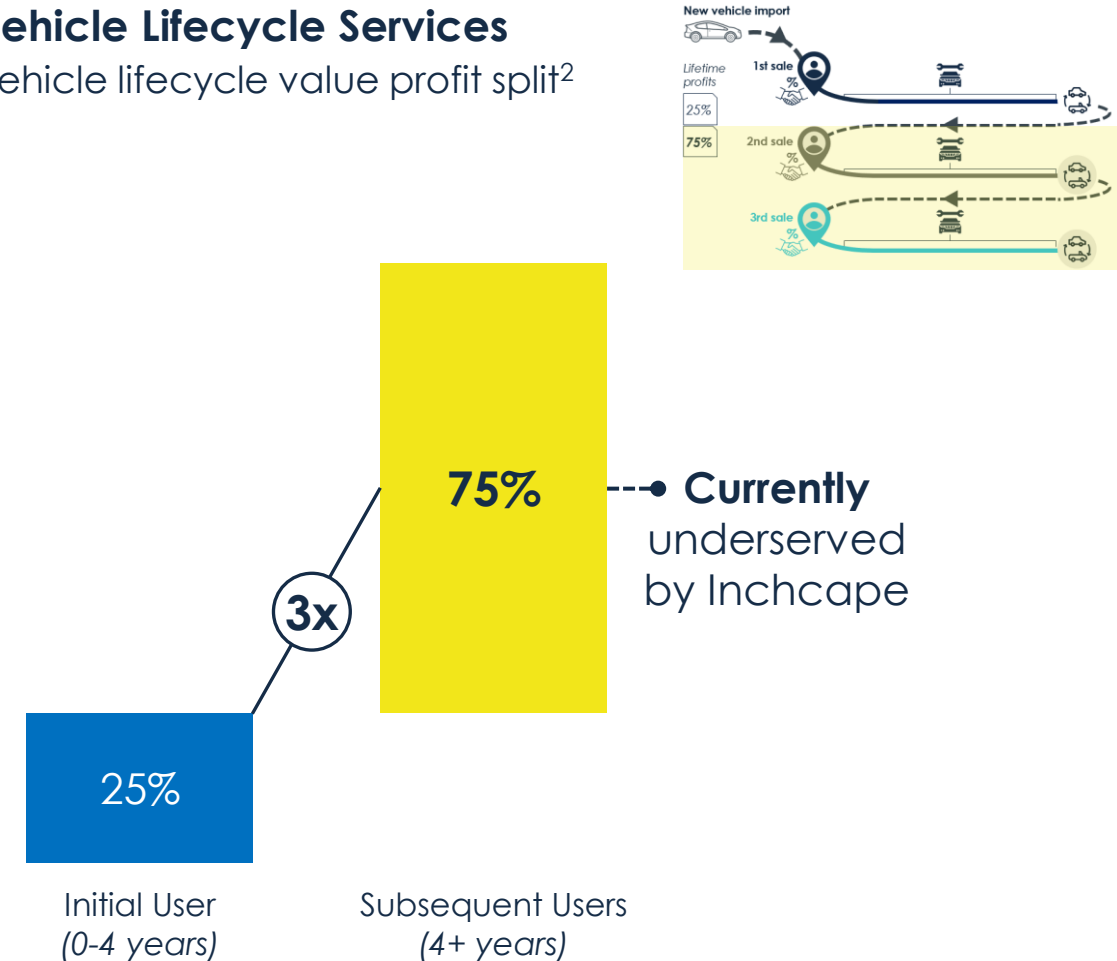 ehicle Lifecycle Services
ehicle lifecycle value profit split2
New vehicle import
Lifetime
profits
1st sale
%
25%
75%
2nd sale
%
3rd sale
%
75%
Currently
underserved
by Inchcape
3x
25%
Initial User
(0-4 years)
Subsequent Users
(4+ years)